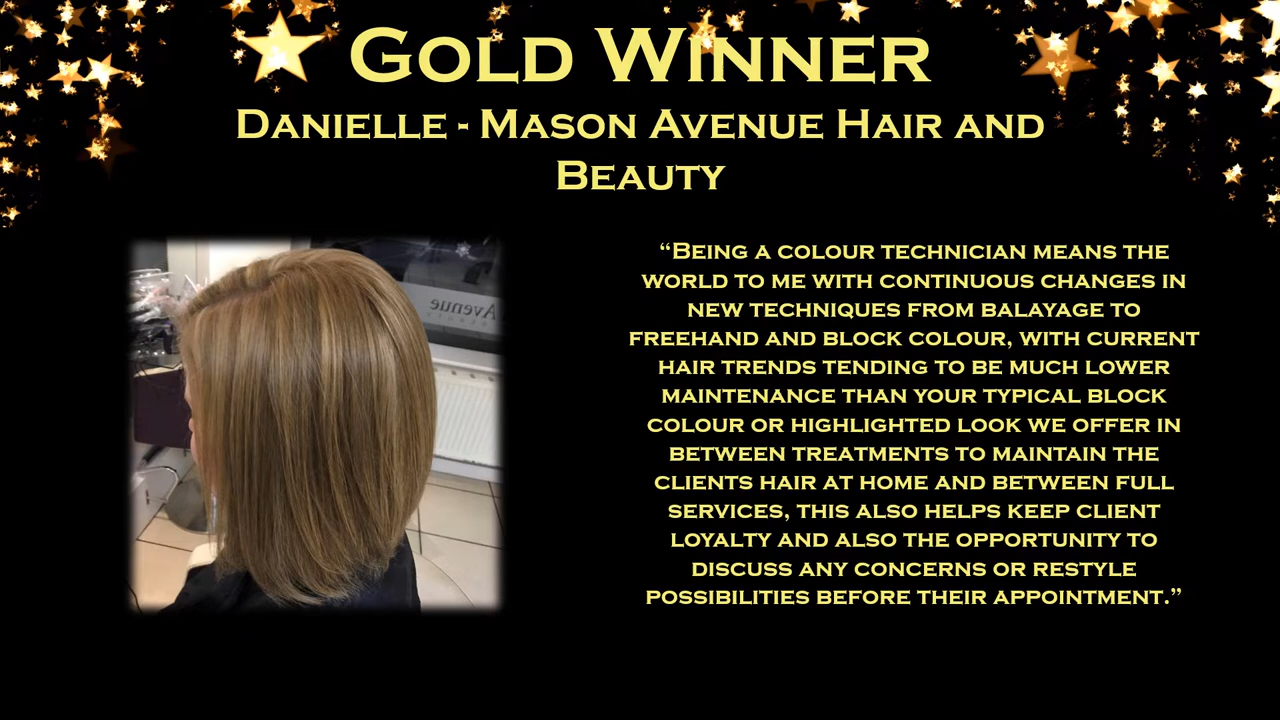 Gold Winner
Danielle - Mason Avenue Hair and
Beauty
Avenue
“Being a colour technician means the
world to me with continuous changes in
new techniques from balayage to
freehand and block colour, with current
hair trends tending to be much lower
maintenance than your typical block
colour or highlighted look we offer in
between treatments to maintain the
clients hair at home and between full
services, this also helps keep client
loyalty and also the opportunity to
discuss any concerns or restyle
possibilities before their appointment.”